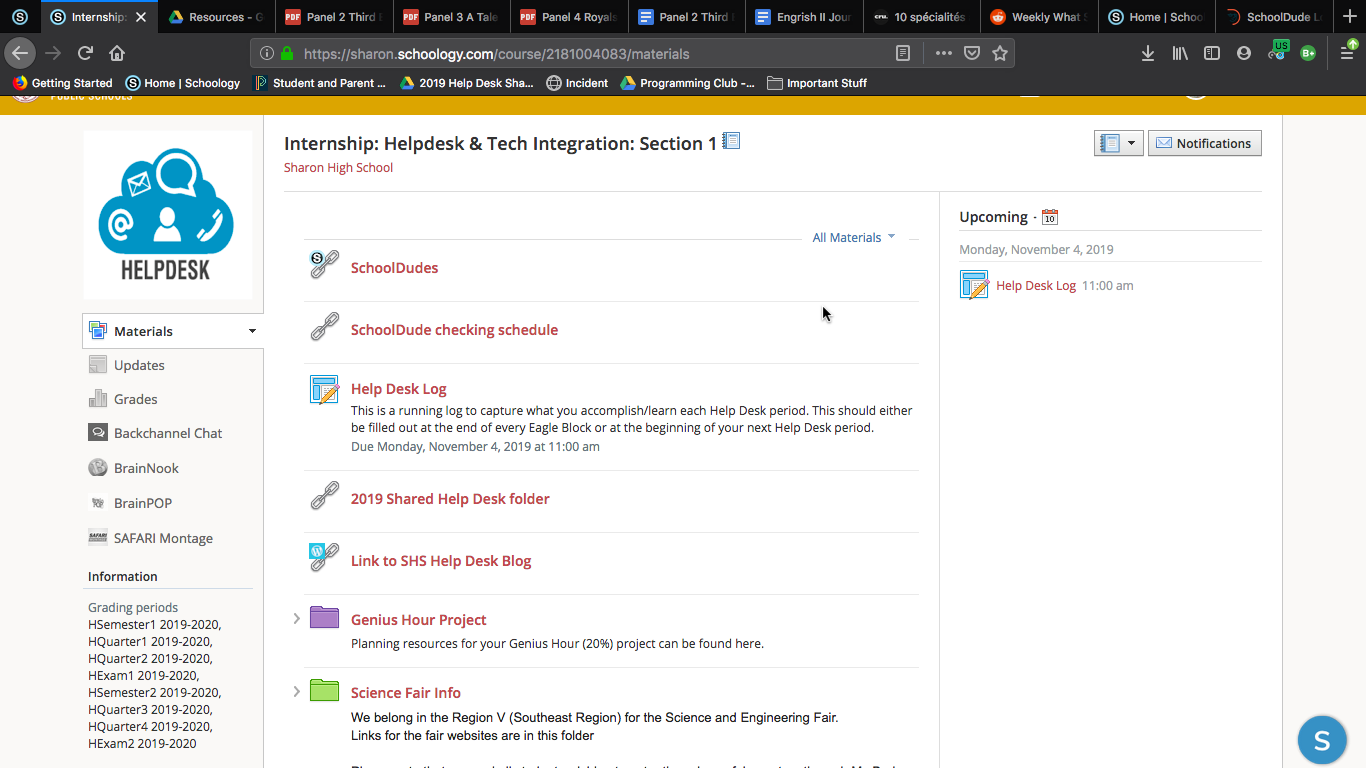 Internship:
Resources - G
PDF Panel 2 Third
PDF Panel 3 A Tale
PDF Panel 4 Royals
Panel 2 Third
Engrish II Jour
10 spécialités
Weekly What
Home | Schoo
SchoolDude L
https://sharon.schoology.com/course/2181004083/materials
US
B+
Getting Started
Home | Schoology
Student and Parent ...
2019 Help Desk Sha...
Incident
Programming Club -...
Important Stuff
PUBLIC SCHOOLS
HELPDESK
Internship: Helpdesk & Tech Integration: Section 1
Sharon High School
Notifications
Materials
Updates
Grades
Backchannel Chat
BrainNook
BrainPOP
SAFARI Montage
Information
Grading periods
HSemester1 2019-2020,
HQuarter1 2019-2020,
HQuarter2 2019-2020,
HExam1 2019-2020,
HSemester2 2019-2020,
HQuarter3 2019-2020,
HQuarter4 2019-2020,
HExam2 2019-2020
All Materials
SchoolDudes
SchoolDude checking schedule
Help Desk Log
This is a running log to capture what you accomplish/learn each Help Desk period. This should either
be filled out at the end of every Eagle Block or at the beginning of your next Help Desk period.
Due Monday, November 4, 2019 at 11:00 am
2019 Shared Help Desk folder
Link to SHS Help Desk Blog
Genius Hour Project
Planning resources for your Genius Hour (20%) project can be found here.
Science Fair Info
We belong in the Region V (Southeast Region) for the Science and Engineering Fair.
Links for the fair websites are in this folder
Upcoming · 10
Monday, November 4, 2019
Help Desk Log 11:00 am
S